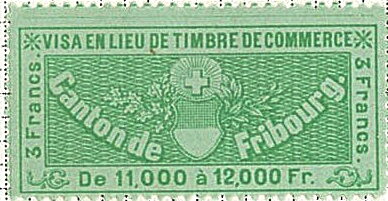 VISA EN LIEU DE TIMBRE DE COMMERCE
3 Francs.
Canton de Fribourg.
3 Francs.
De 11,000 à 12,000 Fr.